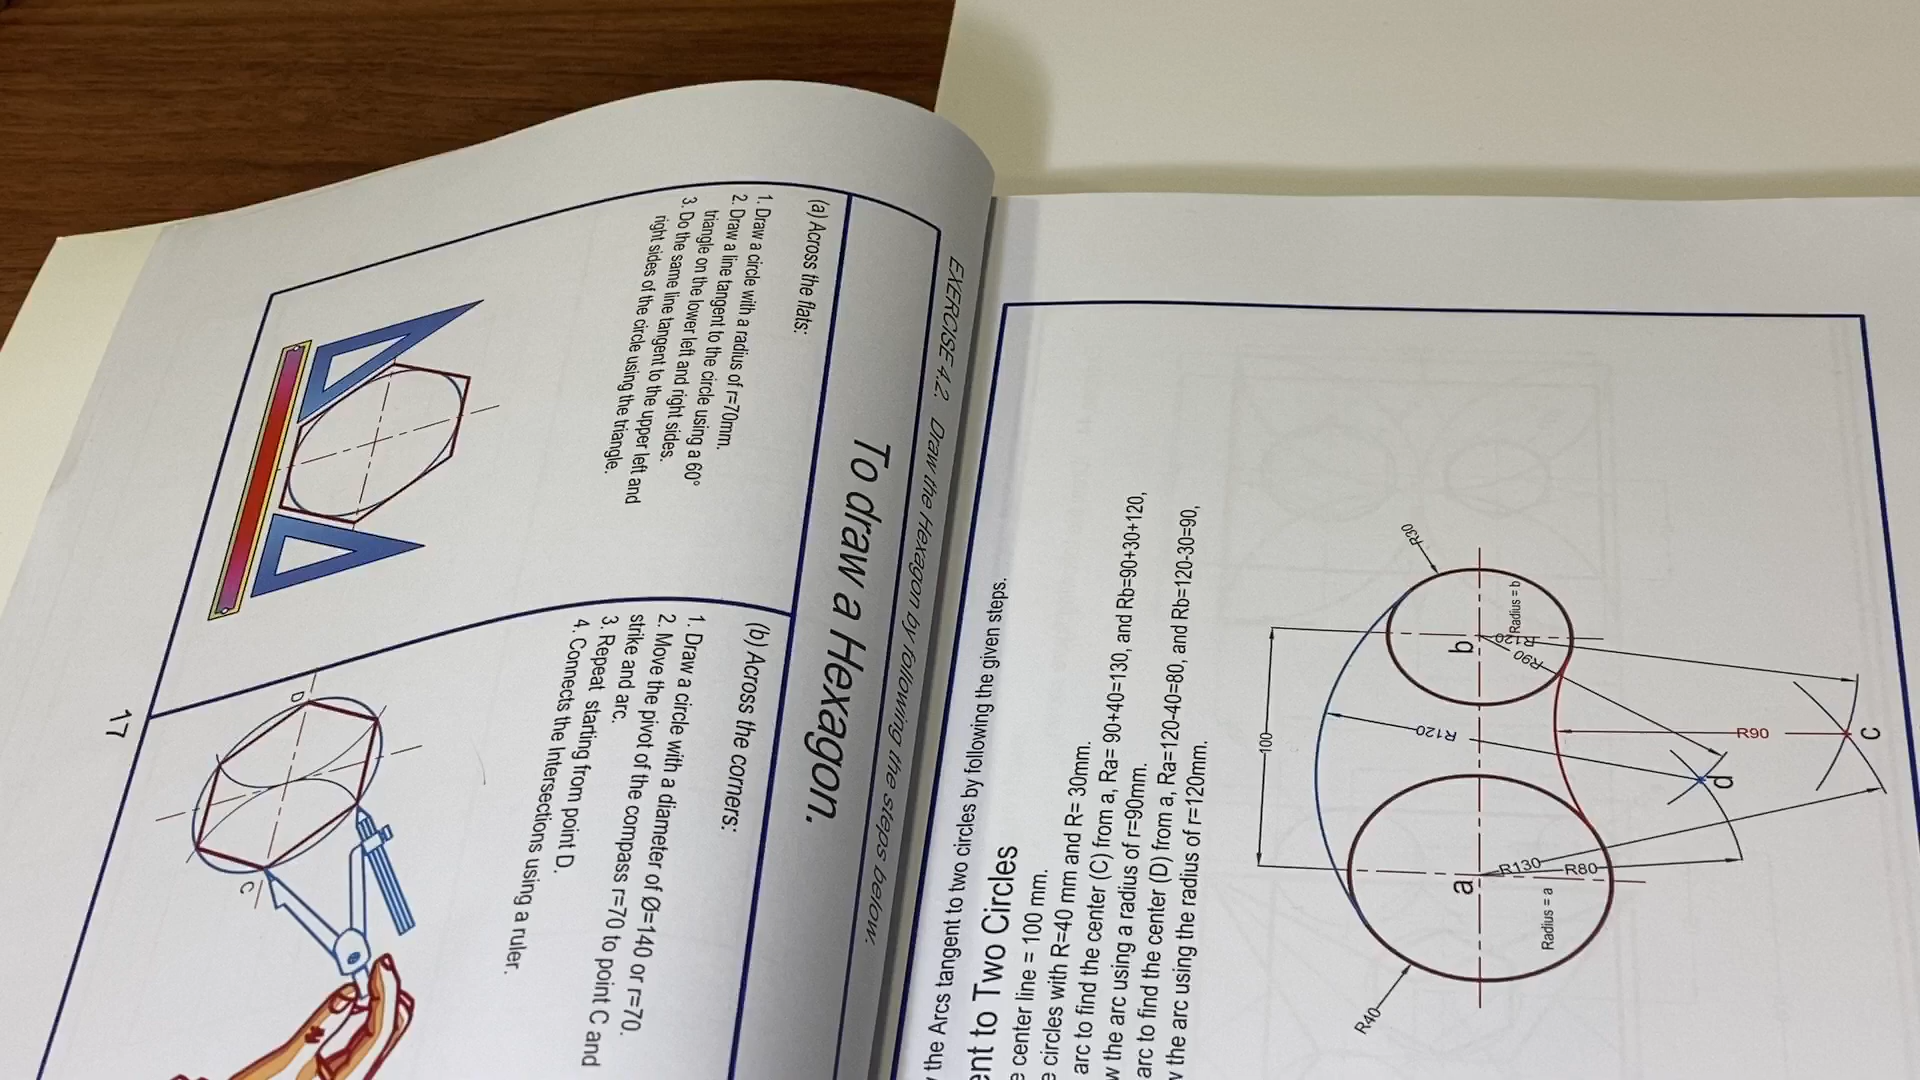 EXERCISE 4.2. Draw the Hexagon by following the steps below.
To draw a Hexagon.
(a) Across the flats:
1. Draw a circle with a radius of r=70mm.
2. Draw a line tangent to the circle using a 60°
triangle on the lower left and right sides.
3. Do the same line tangent to the upper left and
right sides of the circle using the triangle.
(b) Across the corners:
1. Draw a circle with a diameter of Ø=140 or r=70.
2. Move the pivot of the compass r=70 to point C and
strike and arc.
3. Repeat starting from point D.
4. Connects the Intersections using a ruler.
D
C
17
the Arcs tangent to two circles by following the given steps.
to Two Circles
center line = 100 mm.
circles with R=40 mm and R= 30mm.
arc to find the center (C) from a, Ra= 90+40=130, and Rb=90+30+120,
the arc using a radius of r=90mm.
arc to find the center (D) from a, Ra=120-40=80, and Rb=120-30=90,
the arc using the radius of r=120mm.
R30
Radius = b
b
R120
R90
100
R120
R90
C
d
a
R130
R80
Radius = a
R40